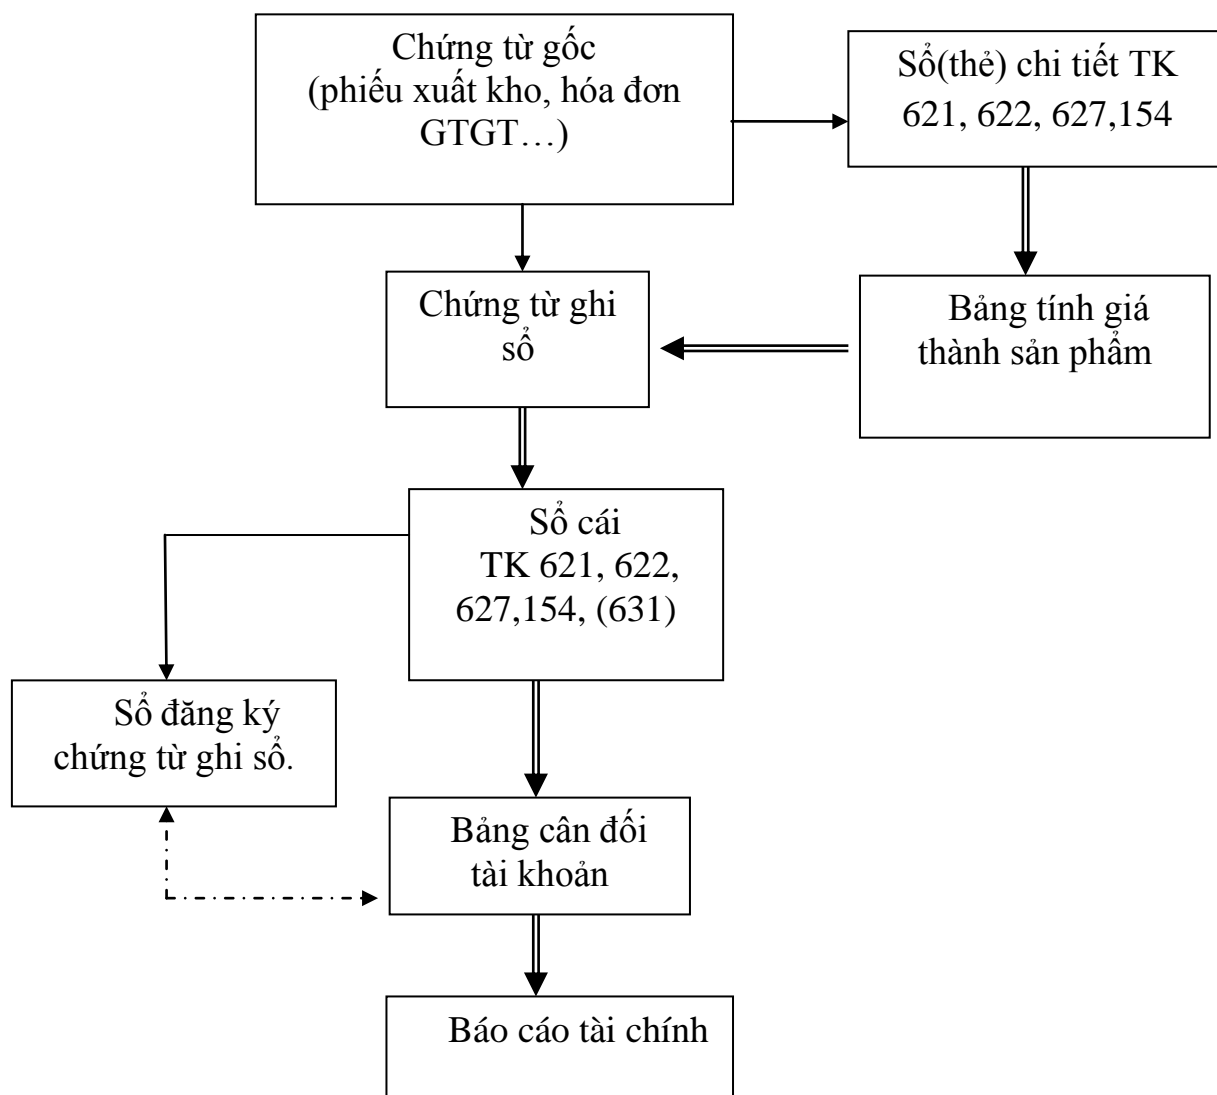 Chứng từ gốc
(phiếu xuất kho, hóa đơn
GTGT…)
Sổ(thẻ) chi tiết TK
621, 622, 627,154
Chứng từ ghi
sổ
Bảng tính giá
thành sản phẩm
Sổ cái
TK 621, 622,
627,154, (631)
Sổ đăng ký
chứng từ ghi sổ.
Bảng cân đối
tài khoản
Báo cáo tài chính